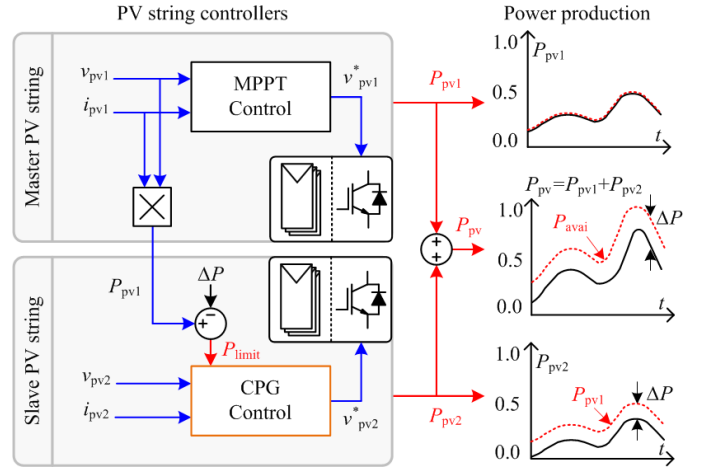 PV string controllers
Power production
Master PV string
v_pv1
i_pv1
MPPT
Control
v*_pv1
P_pv1
1.0
P_pv1
0.5
0.0
t
P_pv1
ΔP
+
−
P_limit
+
+
P_pv
P_pv=P_pv1+P_pv2
1.0
P_avai
ΔP
0.5
0.0
t
Slave PV string
v_pv2
i_pv2
CPG
Control
v*_pv2
P_pv2
1.0
P_pv2
0.5
P_pv1
ΔP
0.0
t